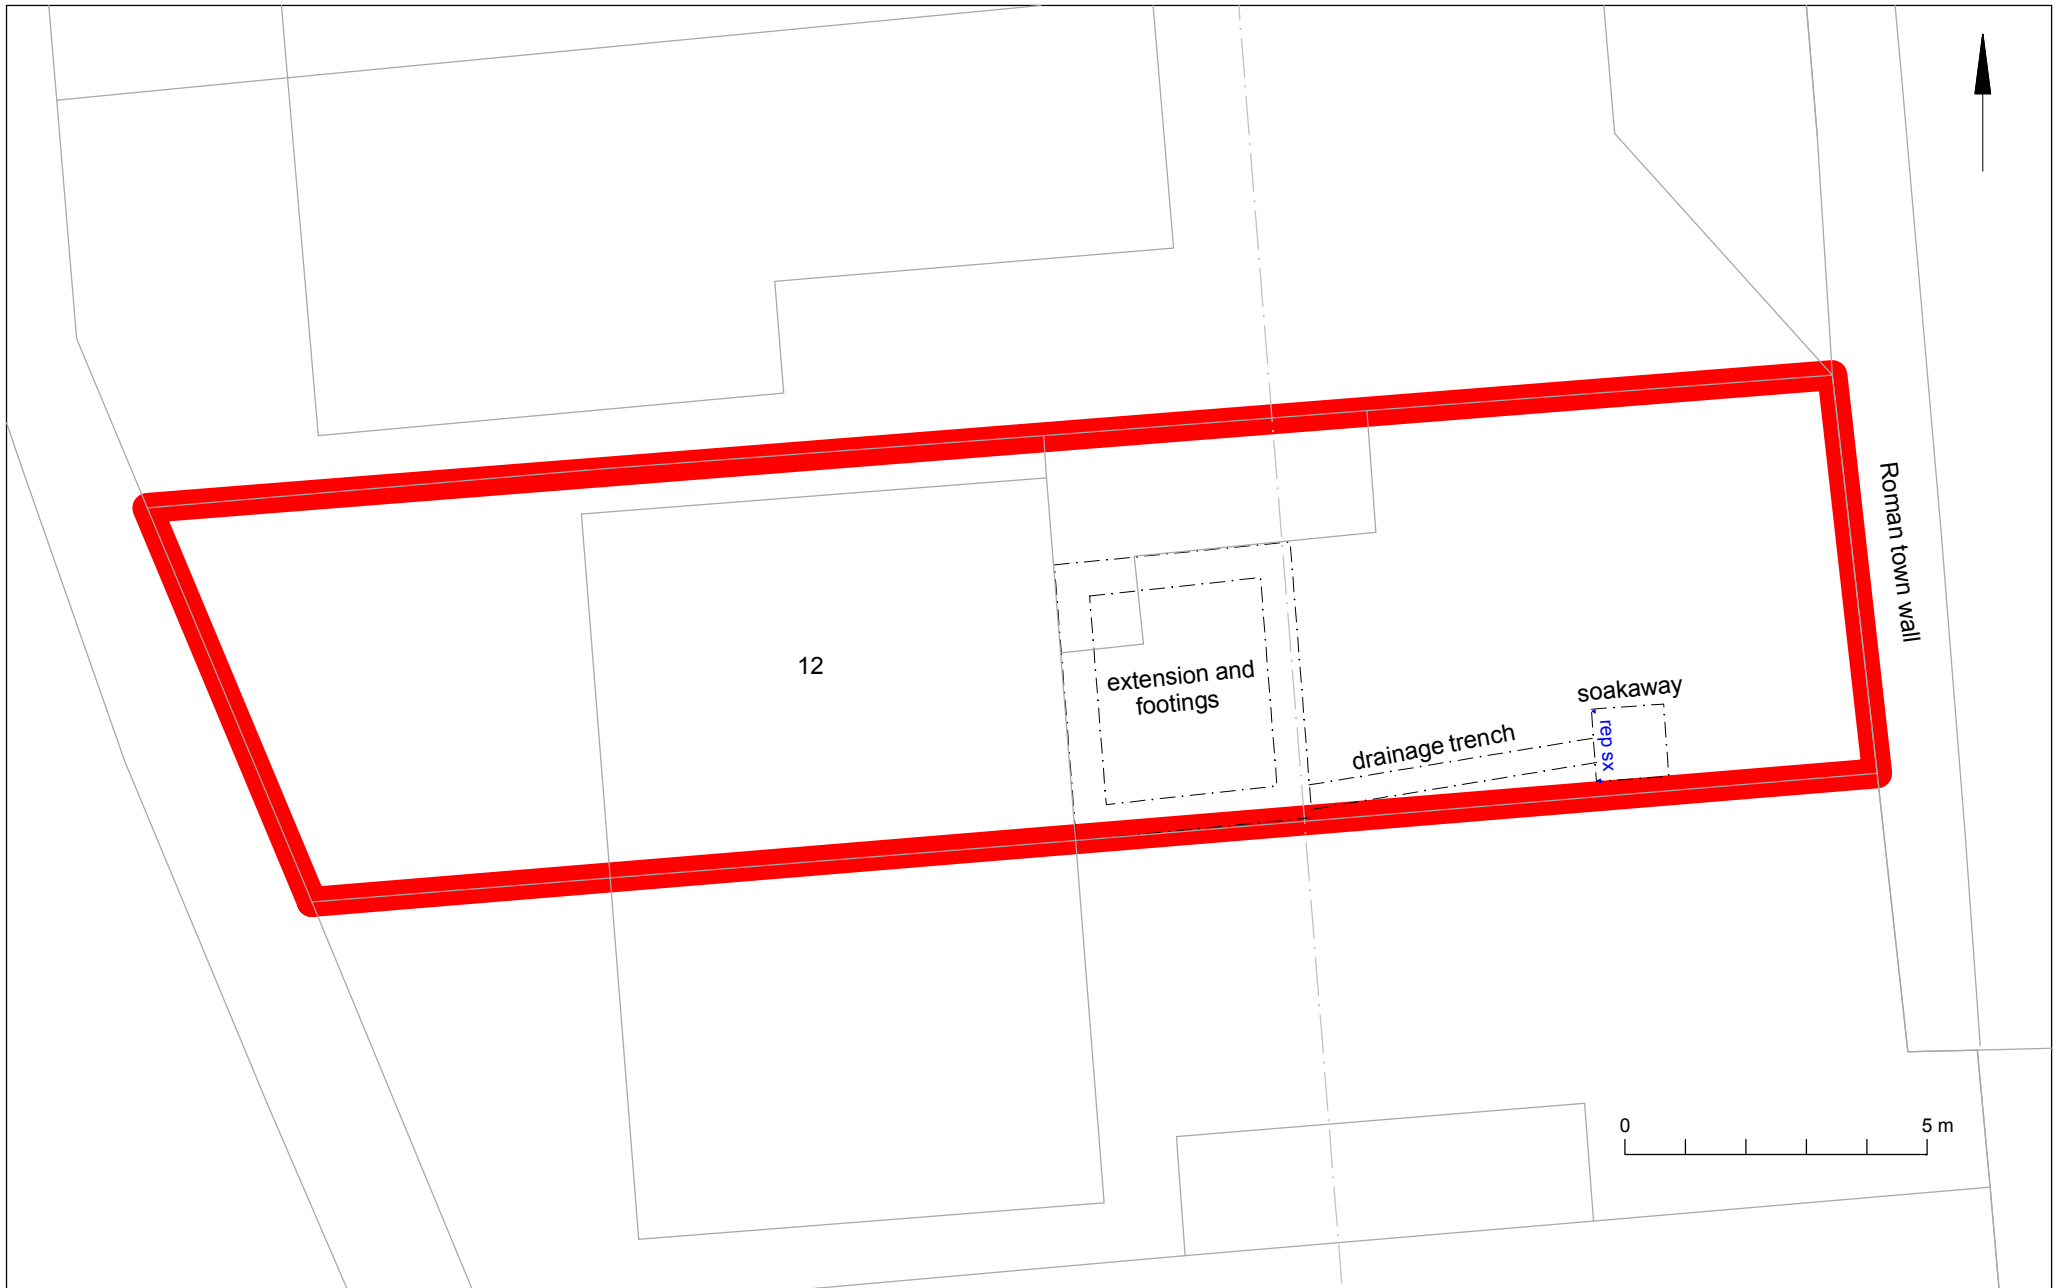 Roman town wall
12
extension and
footings
soakaway
rep sx
drainage trench
0 5 m